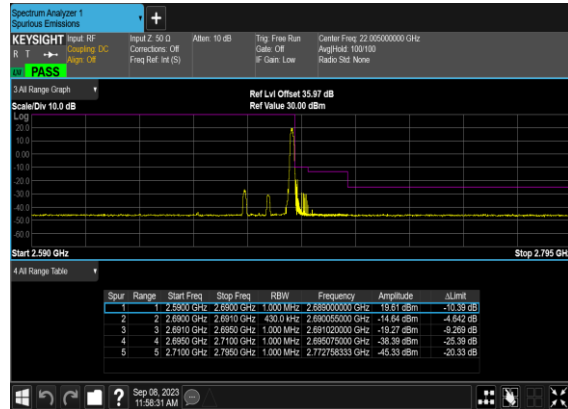 Spectrum Analyzer 1
Spurious Emissions
KEYSIGHT Input: RF Input Z: 50 Ω Atten: 10 dB Trig: Free Run Center Freq: 22.005000000 GHz
R T Coupling: DC Corrections: Off Gate: Off Avg|Hold: 100/100
Align: Off Freq Ref: Int (S) IF Gain: Low Radio Std: None
LW PASS
3 All Range Graph
Ref Lvl Offset 35.97 dB
Scale/Div 10.0 dB Ref Value 30.00 dBm
Log
20.0
10.0
0.00
-10.0
-20.0
-30.0
-40.0
-50.0
-60.0
Start 2.590 GHz Stop 2.795 GHz
4 All Range Table
Spur Range Start Freq Stop Freq RBW Frequency Amplitude ΔLimit
1 1 2.5900 GHz 2.6900 GHz 1.000 MHz 2.689000000 GHz 19.61 dBm -10.39 dB
2 2 2.6900 GHz 2.6910 GHz 430.0 kHz 2.690055000 GHz -14.64 dBm -4.642 dB
3 3 2.6910 GHz 2.6950 GHz 1.000 MHz 2.691020000 GHz -19.27 dBm -9.269 dB
4 4 2.6950 GHz 2.7100 GHz 1.000 MHz 2.695075000 GHz -38.39 dBm -25.39 dB
5 5 2.7100 GHz 2.7950 GHz 1.000 MHz 2.772758333 GHz -45.33 dBm -20.33 dB
Sep 08, 2023
11:58:31 AM